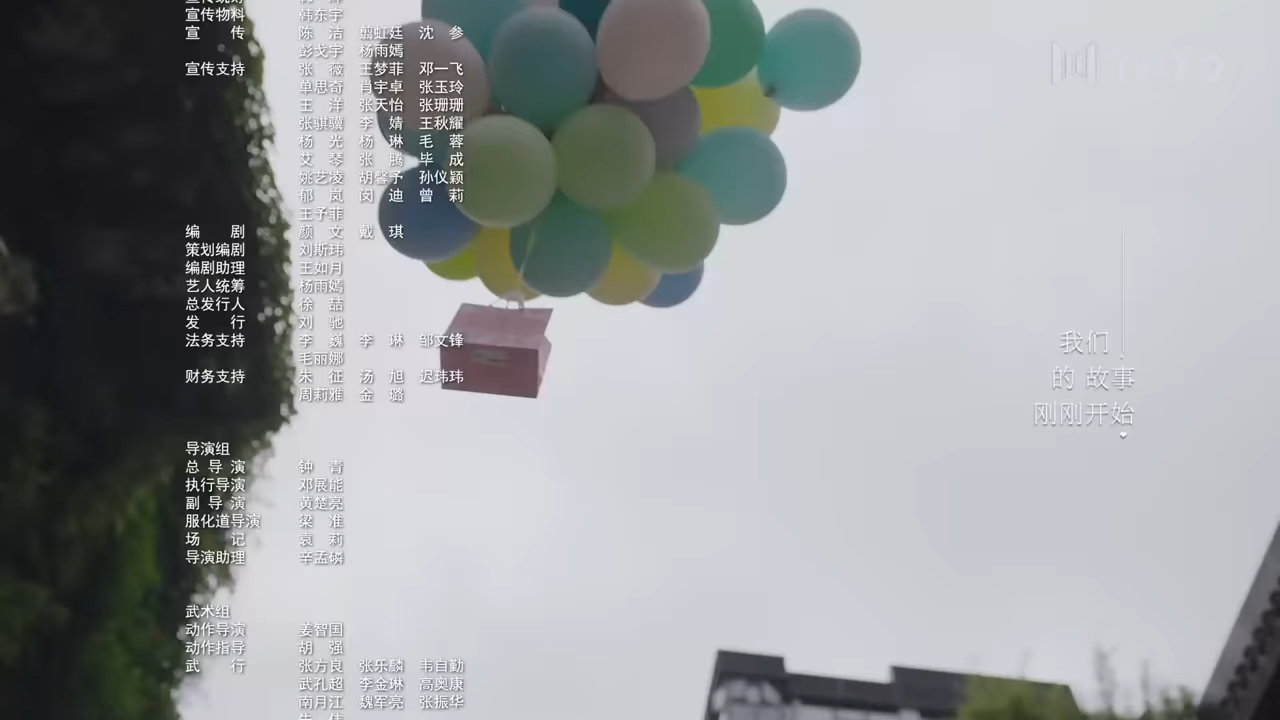 宣传物料 韩东宇
宣 传 陈 洁 翦虹廷 沈 参
彭戈宇 杨雨嫣
宣传支持 张 薇 王梦菲 邓一飞
单思奇 肖宇卓 张玉玲
王 洋 张天怡 张珊珊
张骐骥 李 婧 王秋耀
杨 光 杨 琳 毛 蓉
艾 琴 张 腾 毕 成
姚艺凌 胡馨予 孙仪颖
郁 岚 闵 迪 曾 莉
王予菲
编 剧 颜 文 戴 琪
策划编剧 刘斯玮
编剧助理 王如月
艺人统筹 杨雨嫣
总发行人 徐 喆
发 行 刘 驰
法务支持 李 巍 李 琳 邹文锋
毛丽娜
财务支持 朱 征 汤 旭 迟玮玮
周莉雅 金 璐
导演组
总 导 演 钟 青
执行导演 邓展能
副 导 演 黄楚亮
服化道导演 梁 准
场 记 袁 莉
导演助理 辛孟磷
武术组
动作导演 姜智国
动作指导 胡 强
武 行 张方良 张乐麟 韦自勤
武孔超 李金琳 高奥康
南月江 魏军亮 张振华
我们
的 故事
刚刚开始